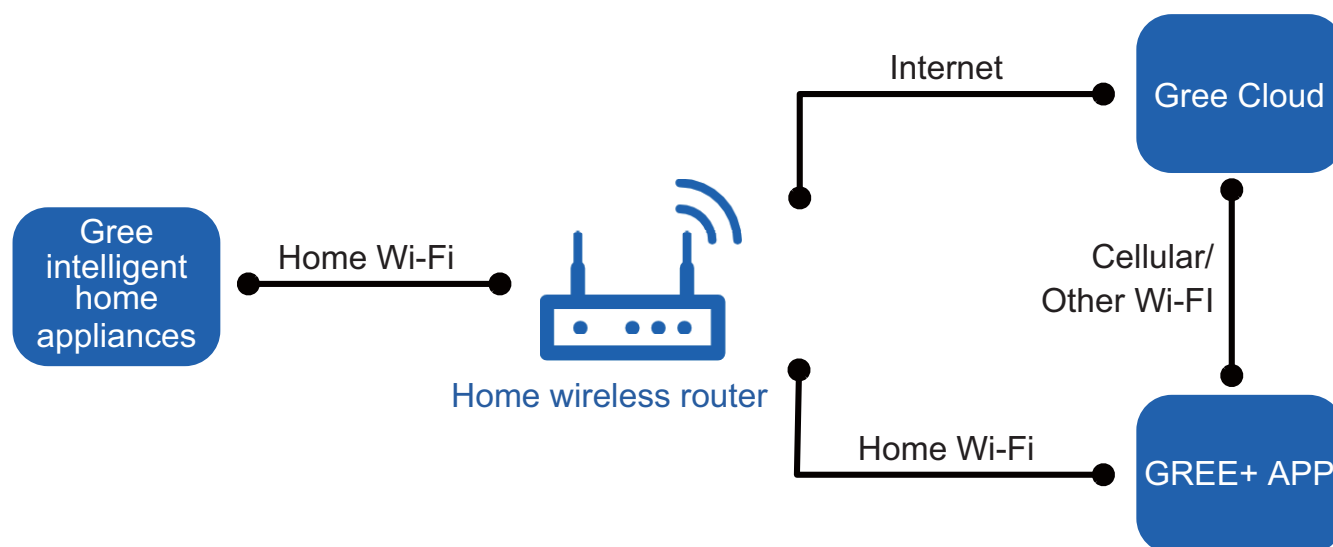 Internet
Gree Cloud
Gree
intelligent
home
appliances
Home Wi-Fi
Cellular/
Other Wi-FI
Home wireless router
Home Wi-Fi
GREE+ APP